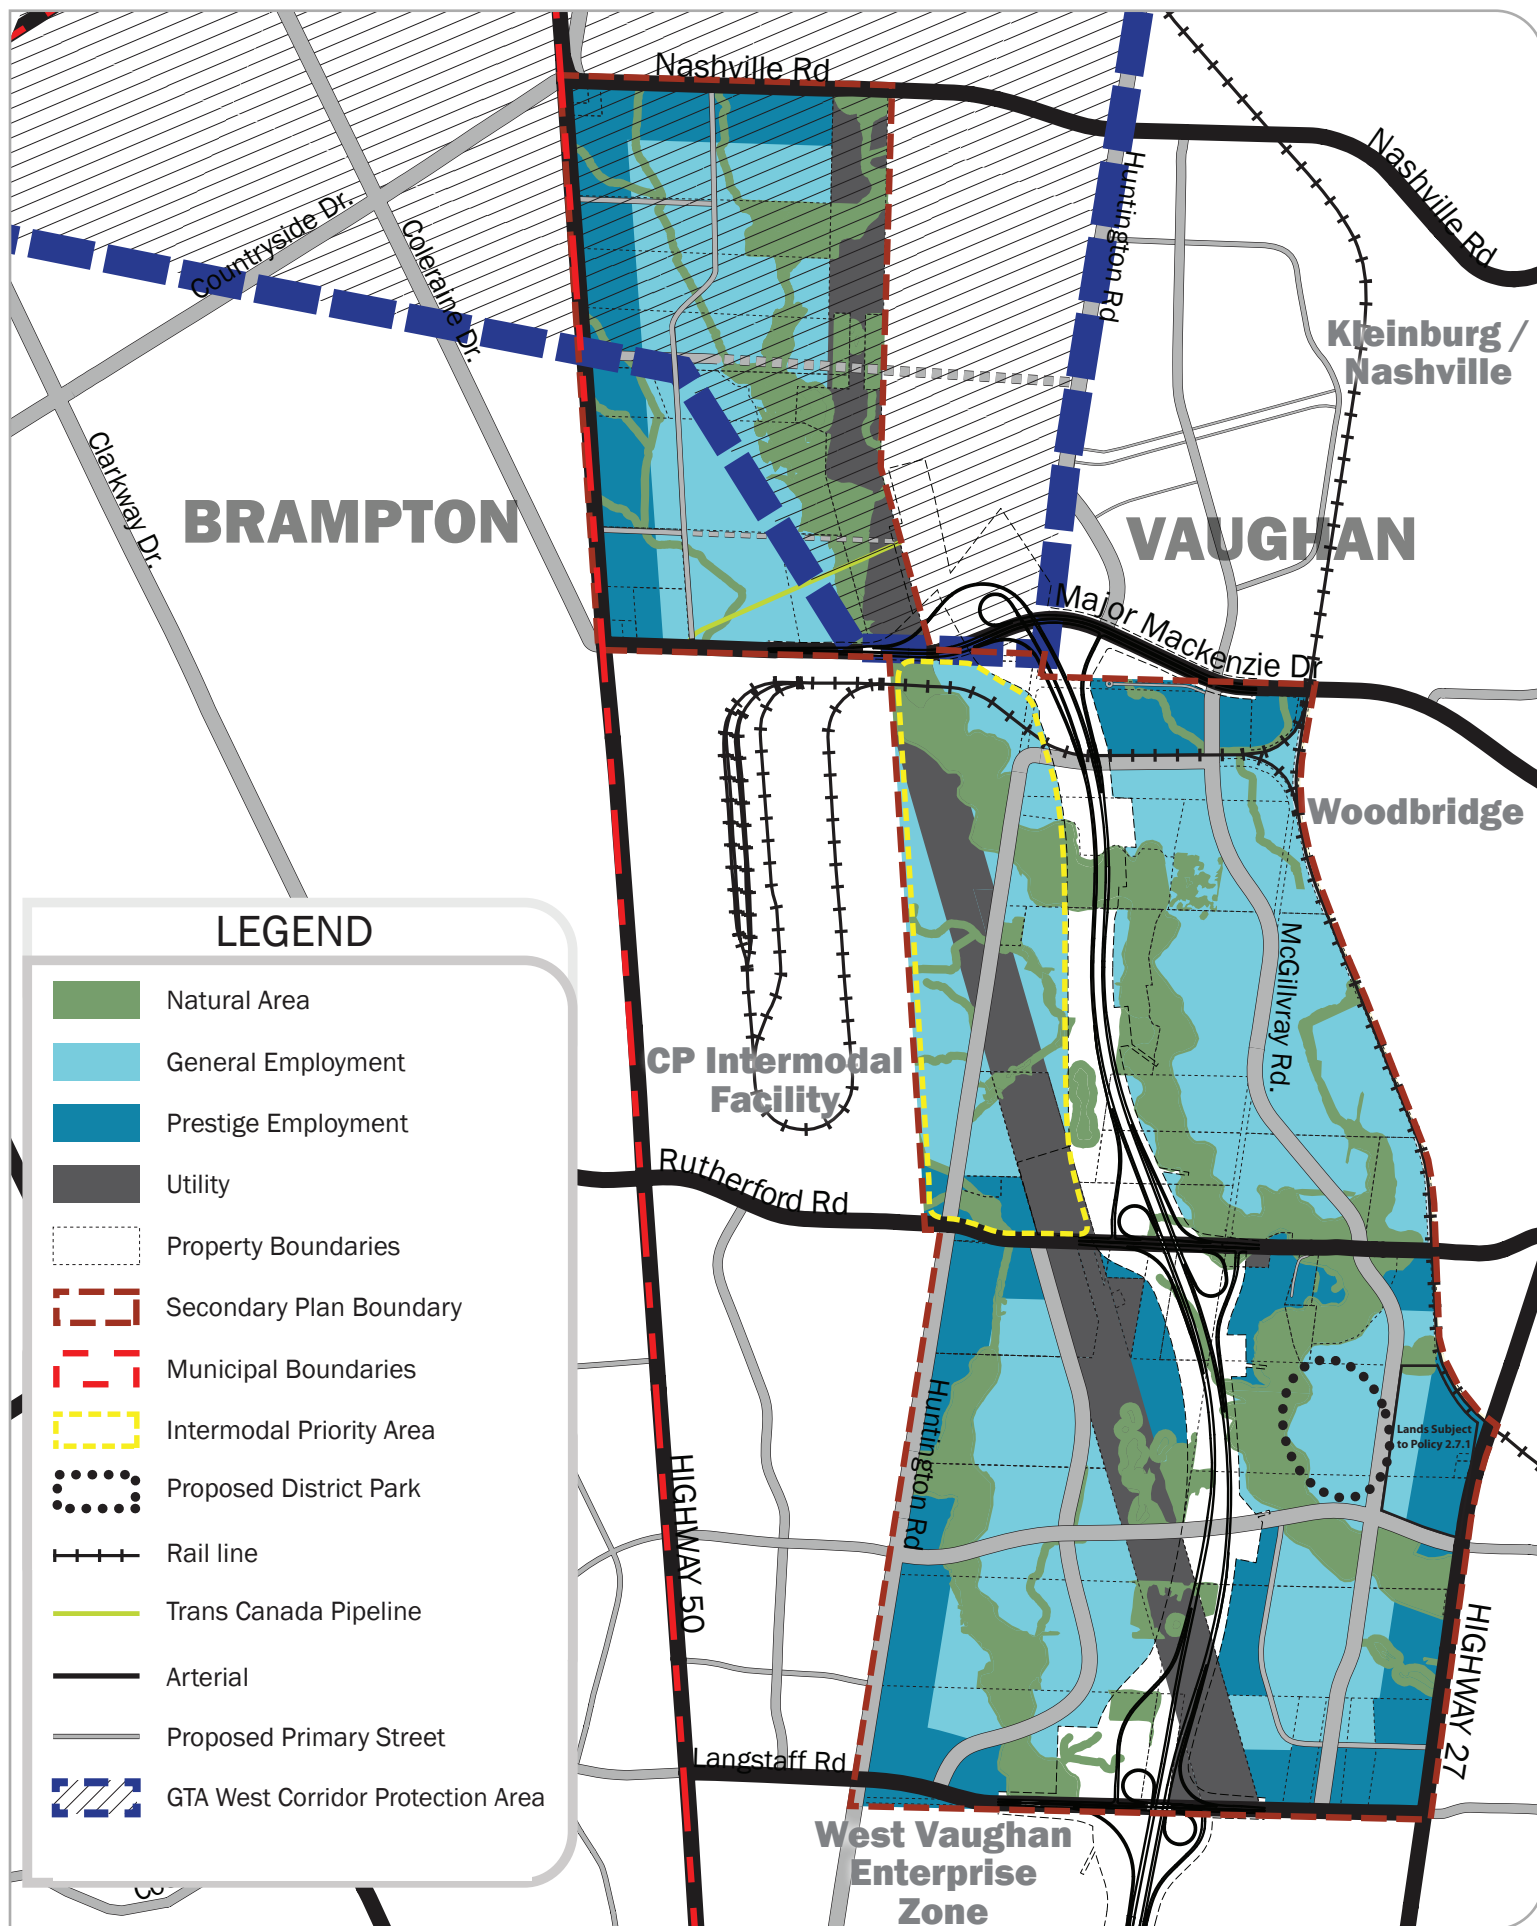 Nashville Rd
Nashville Rd
Huntington Rd
Countryside Dr.
Coleraine Dr.
Kleinburg /
Nashville
Clarkway Dr.
BRAMPTON
VAUGHAN
Major Mackenzie Dr
Woodbridge
McGillvray Rd.
CP Intermodal
Facility
Rutherford Rd
Huntington Rd
Lands Subject
to Policy 2.7.1
HIGHWAY 50
HIGHWAY 27
Langstaff Rd
West Vaughan
Enterprise
Zone
LEGEND
Natural Area
General Employment
Prestige Employment
Utility
Property Boundaries
Secondary Plan Boundary
Municipal Boundaries
Intermodal Priority Area
Proposed District Park
Rail line
Trans Canada Pipeline
Arterial
Proposed Primary Street
GTA West Corridor Protection Area